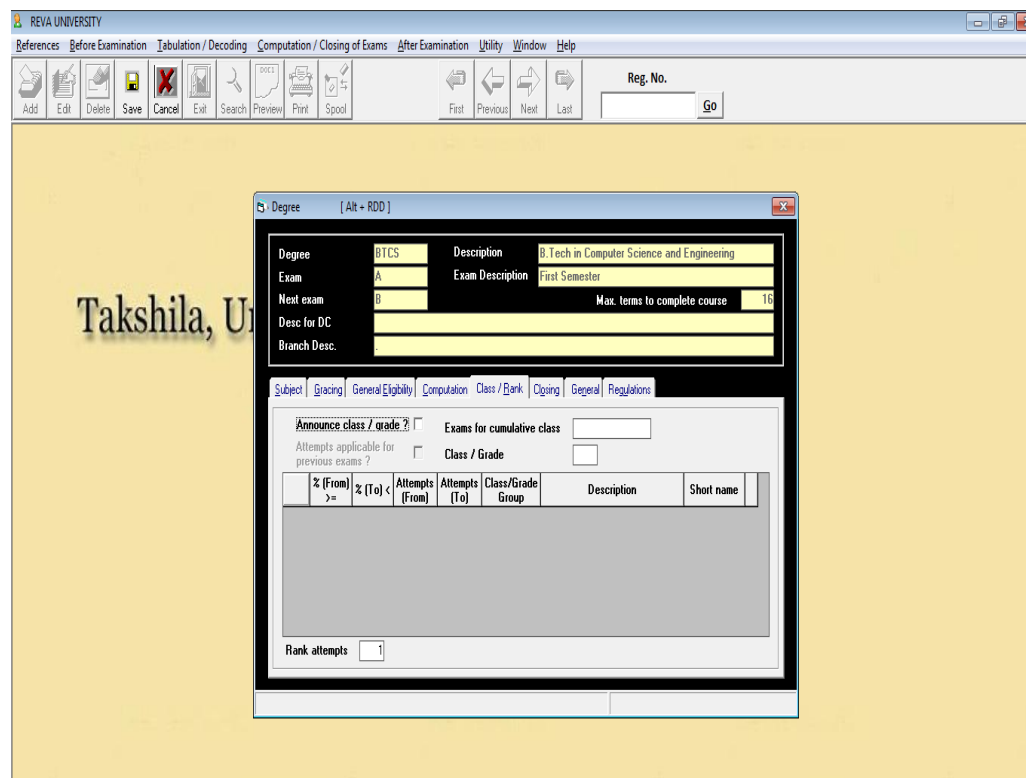 REVA UNIVERSITY
References Before Examination Tabulation / Decoding Computation / Closing of Exams After Examination Utility Window Help
Add Edit Delete Save Cancel Exit Search Preview Print Spool First Previous Next Last
Reg. No.
Go
Takshila, U
Degree [ Alt + RDD ]
Degree BTCS Description B.Tech in Computer Science and Engineering
Exam A Exam Description First Semester
Next exam B Max. terms to complete course 16
Desc for DC
Branch Desc. .
Subject Gracing General Eligibility Computation Class / Rank Closing General Regulations
Announce class / grade ? Exams for cumulative class
Attempts applicable for
previous exams ? Class / Grade
% (From) >= % (To) < Attempts (From) Attempts (To) Class/Grade Group Description Short name
Rank attempts 1